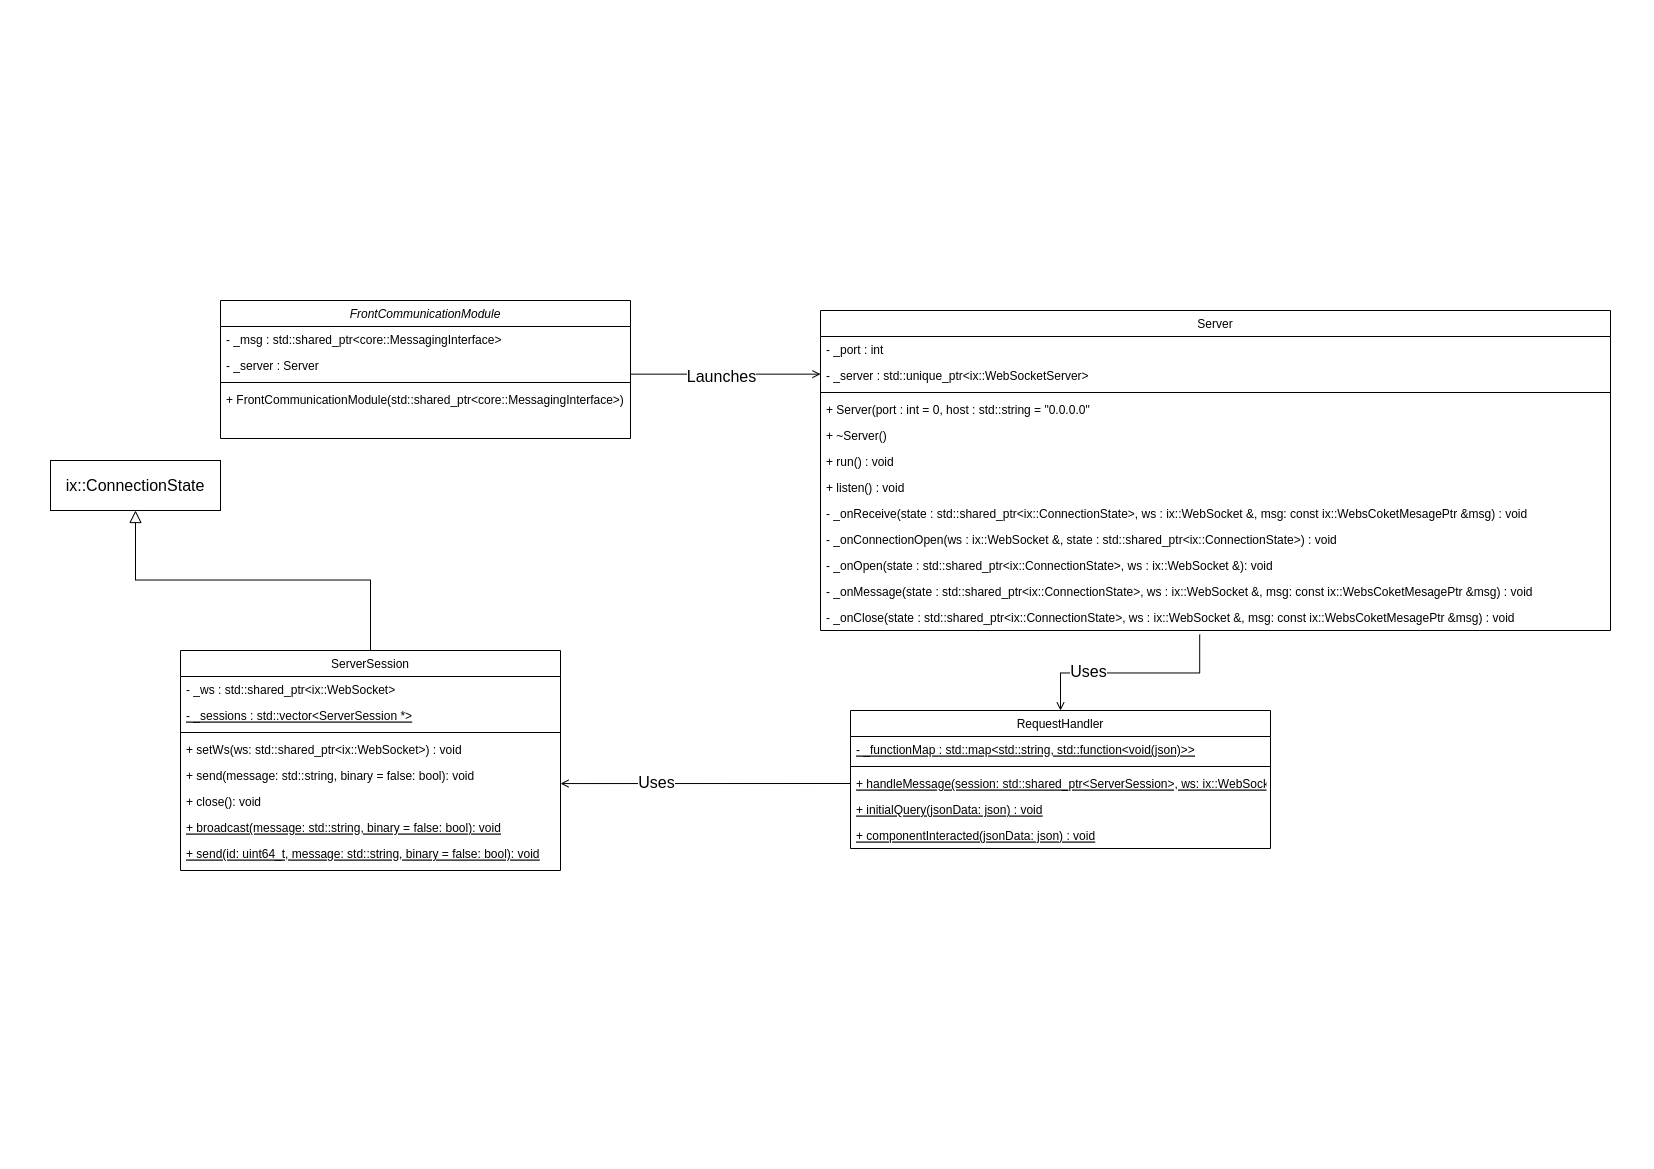 FrontCommunicationModule
- _msg : std::shared_ptr<core::MessagingInterface>
- _server : Server
+ FrontCommunicationModule(std::shared_ptr<core::MessagingInterface>)
Launches
Server
- _port : int
- _server : std::unique_ptr<ix::WebSocketServer>
+ Server(port : int = 0, host : std::string = "0.0.0.0"
+ ~Server()
+ run() : void
+ listen() : void
- _onReceive(state : std::shared_ptr<ix::ConnectionState>, ws : ix::WebSocket &, msg: const ix::WebsCoketMesagePtr &msg) : void
- _onConnectionOpen(ws : ix::WebSocket &, state : std::shared_ptr<ix::ConnectionState>) : void
- _onOpen(state : std::shared_ptr<ix::ConnectionState>, ws : ix::WebSocket &): void
- _onMessage(state : std::shared_ptr<ix::ConnectionState>, ws : ix::WebSocket &, msg: const ix::WebsCoketMesagePtr &msg) : void
- _onClose(state : std::shared_ptr<ix::ConnectionState>, ws : ix::WebSocket &, msg: const ix::WebsCoketMesagePtr &msg) : void
ix::ConnectionState
ServerSession
- _ws : std::shared_ptr<ix::WebSocket>
- _sessions : std::vector<ServerSession *>
+ setWs(ws: std::shared_ptr<ix::WebSocket>) : void
+ send(message: std::string, binary = false: bool): void
+ close(): void
+ broadcast(message: std::string, binary = false: bool): void
+ send(id: uint64_t, message: std::string, binary = false: bool): void
Uses
Uses
RequestHandler
- _functionMap : std::map<std::string, std::function<void(json)>>
+ handleMessage(session: std::shared_ptr<ServerSession>, ws: ix::WebSock
+ initialQuery(jsonData: json) : void
+ componentInteracted(jsonData: json) : void